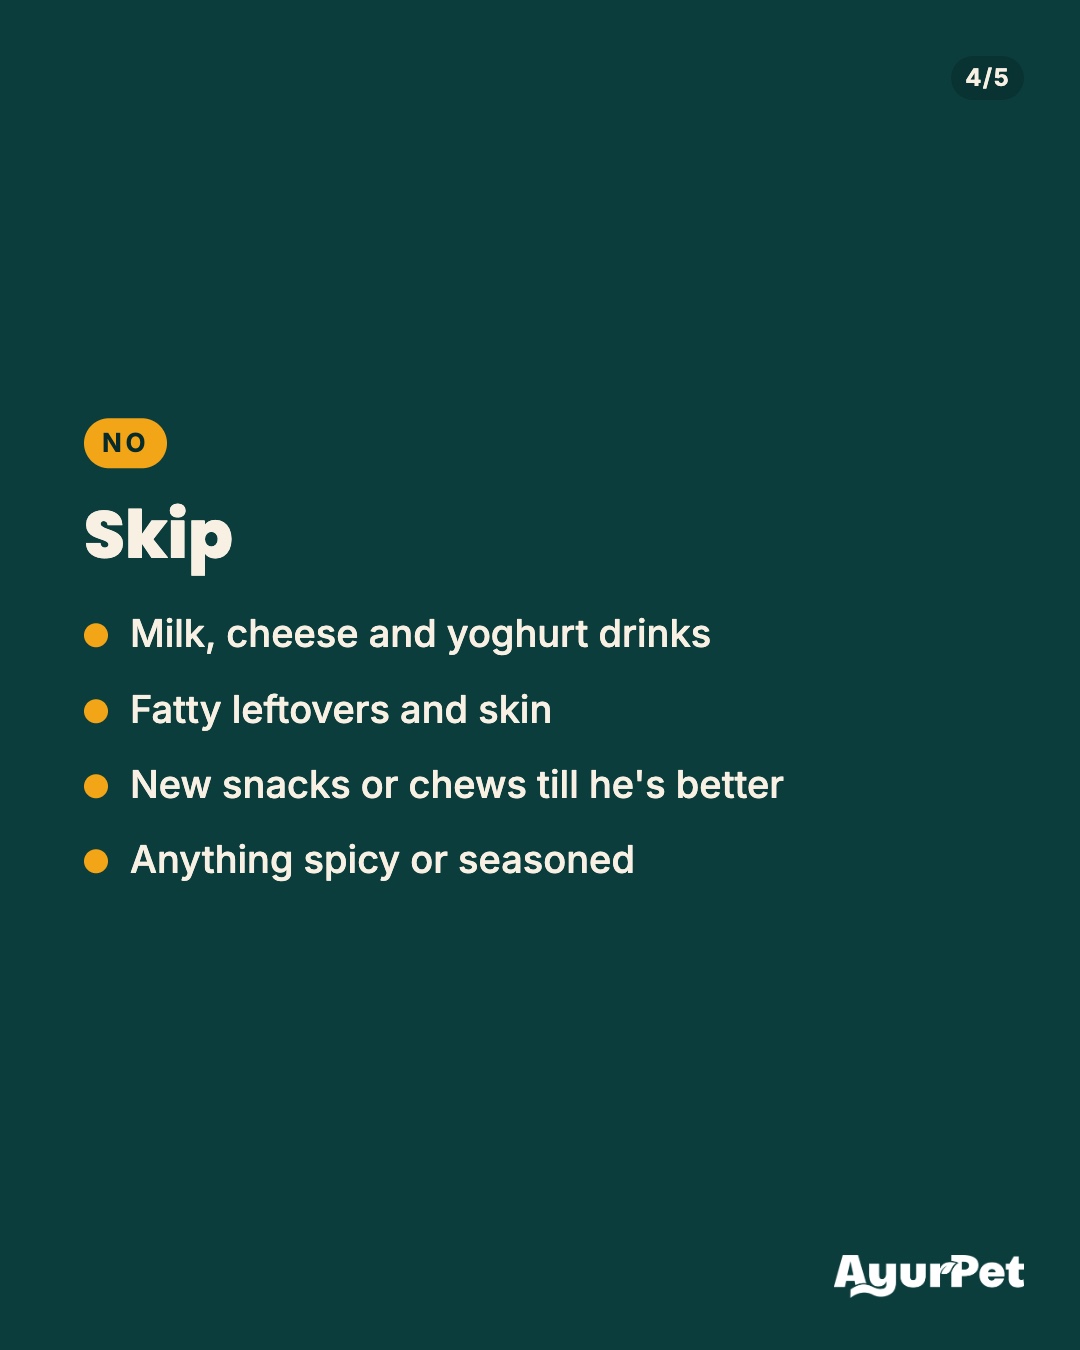 4/5
NO
Skip
Milk, cheese and yoghurt drinks
Fatty leftovers and skin
New snacks or chews till he's better
Anything spicy or seasoned
AyurPet